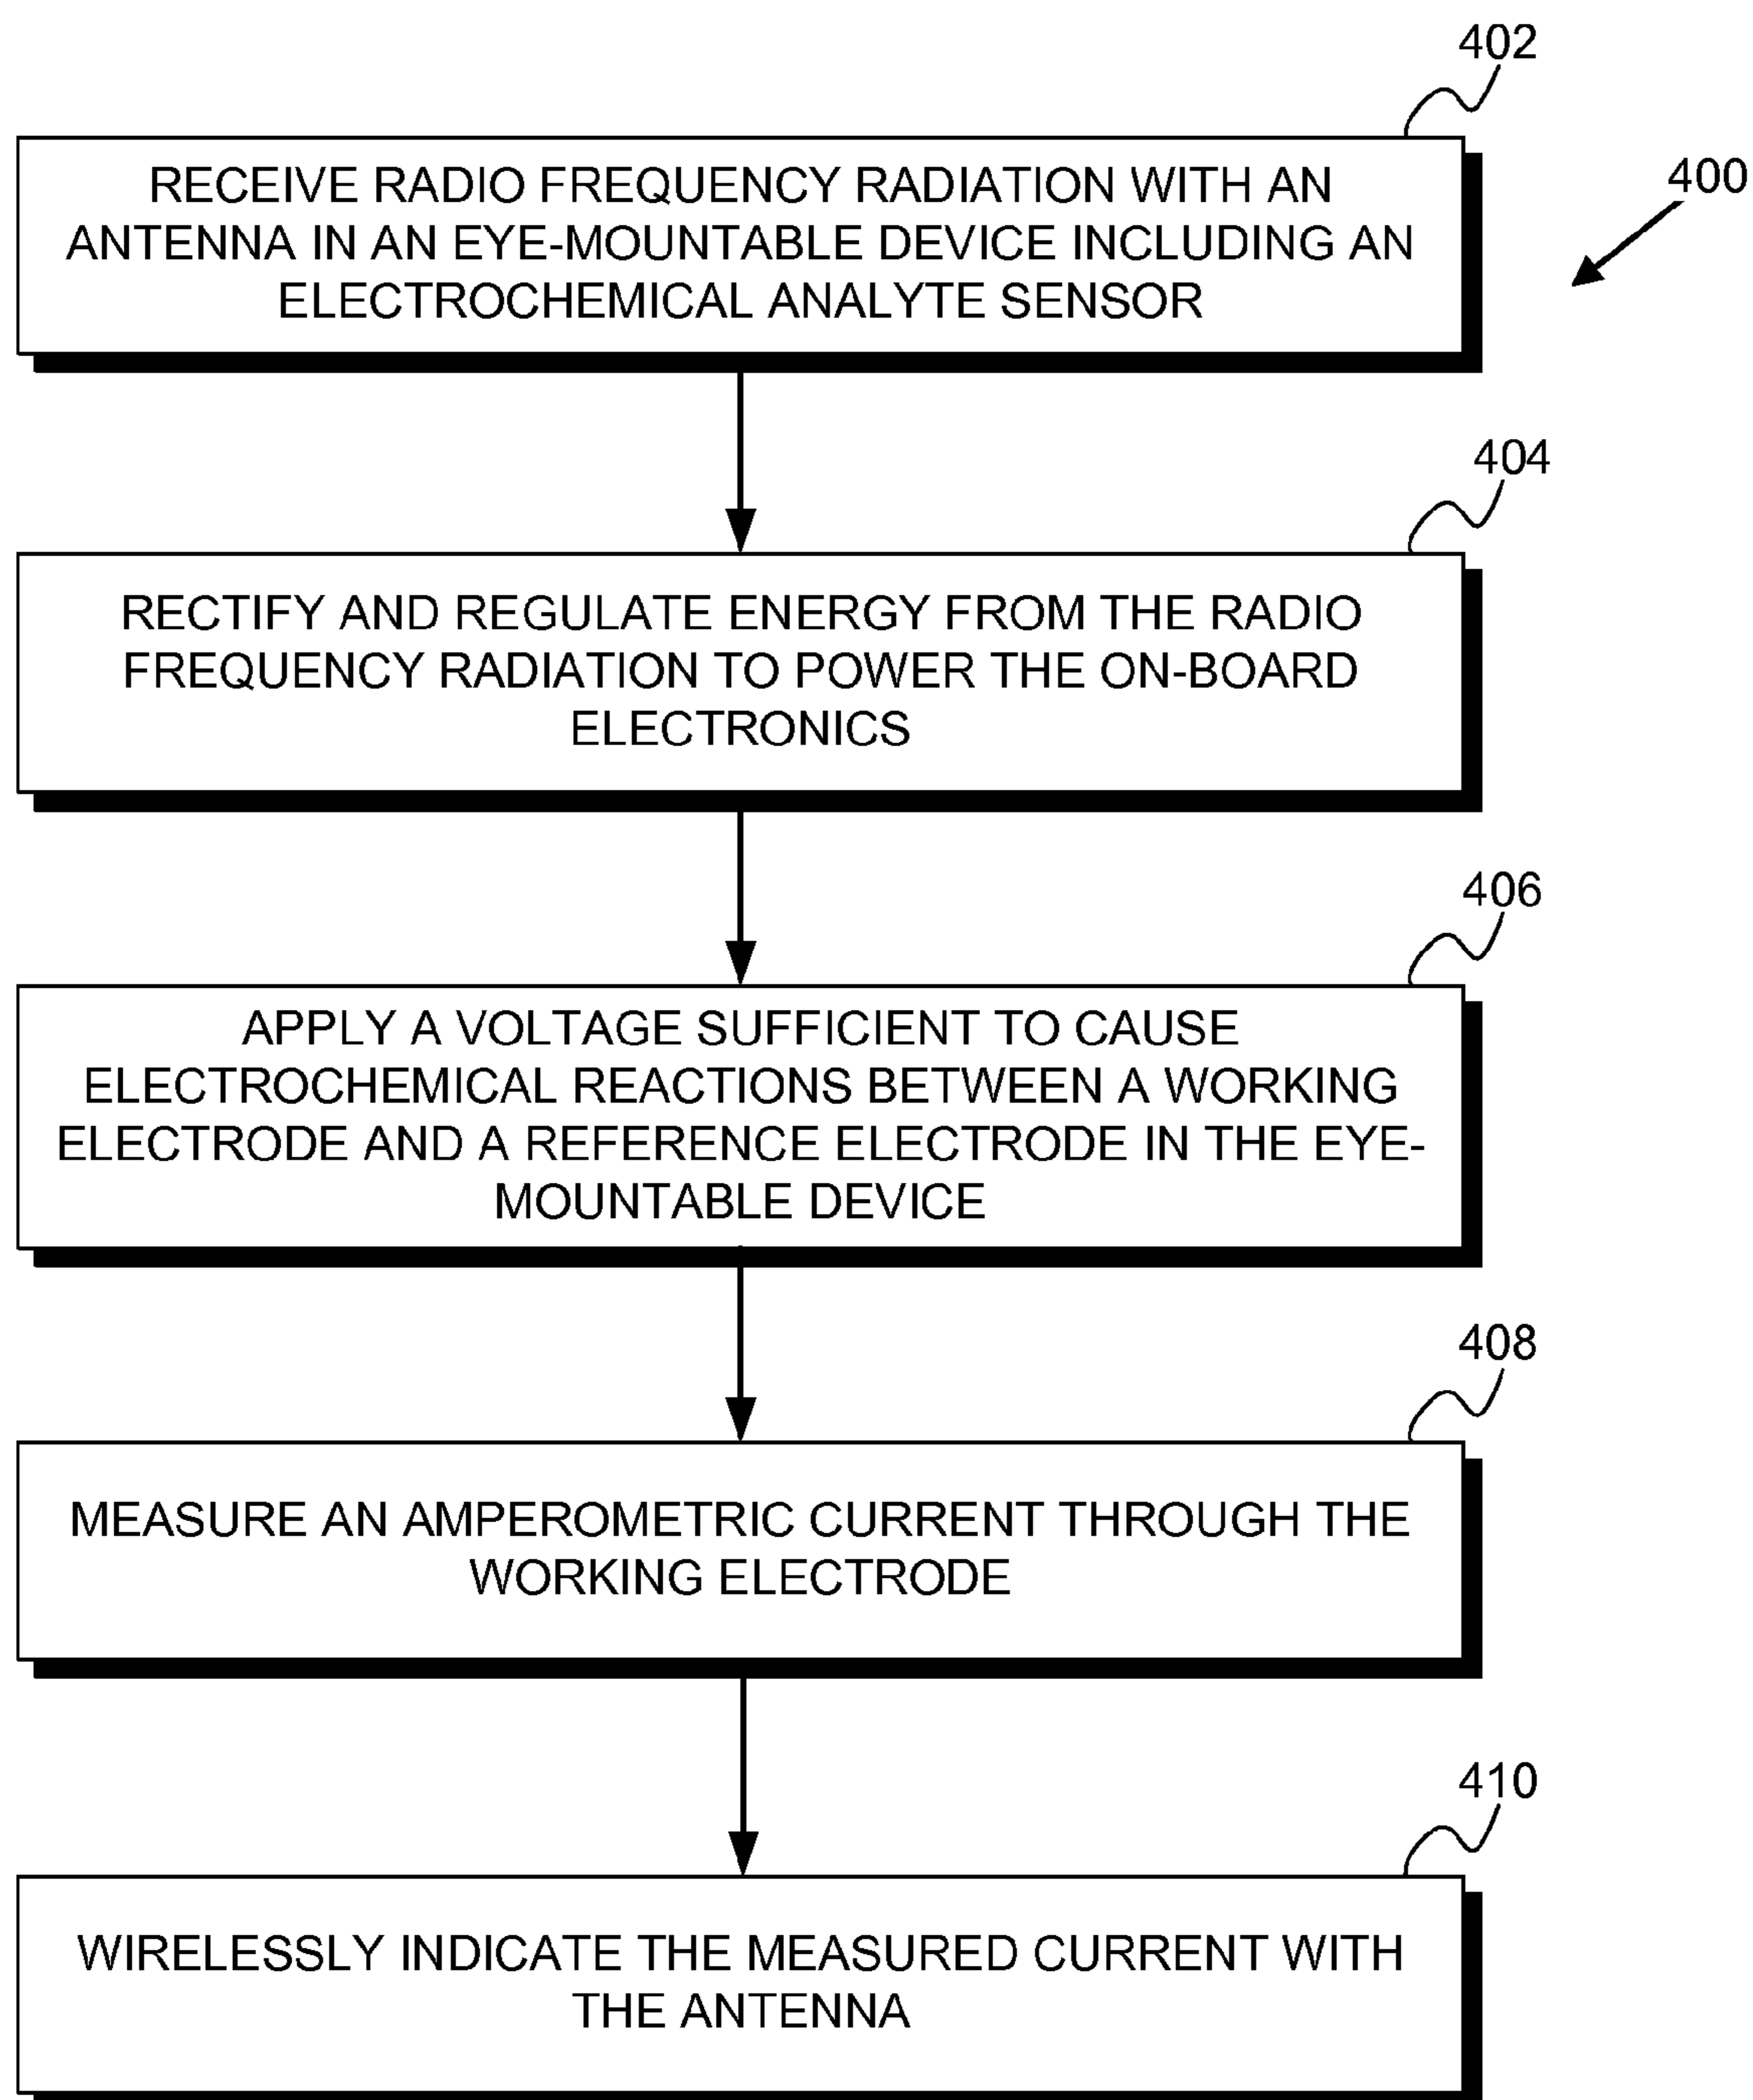 402
400
RECEIVE RADIO FREQUENCY RADIATION WITH AN
ANTENNA IN AN EYE-MOUNTABLE DEVICE INCLUDING AN
ELECTROCHEMICAL ANALYTE SENSOR
404
RECTIFY AND REGULATE ENERGY FROM THE RADIO
FREQUENCY RADIATION TO POWER THE ON-BOARD
ELECTRONICS
406
APPLY A VOLTAGE SUFFICIENT TO CAUSE
ELECTROCHEMICAL REACTIONS BETWEEN A WORKING
ELECTRODE AND A REFERENCE ELECTRODE IN THE EYE-
MOUNTABLE DEVICE
408
MEASURE AN AMPEROMETRIC CURRENT THROUGH THE
WORKING ELECTRODE
410
WIRELESSLY INDICATE THE MEASURED CURRENT WITH
THE ANTENNA